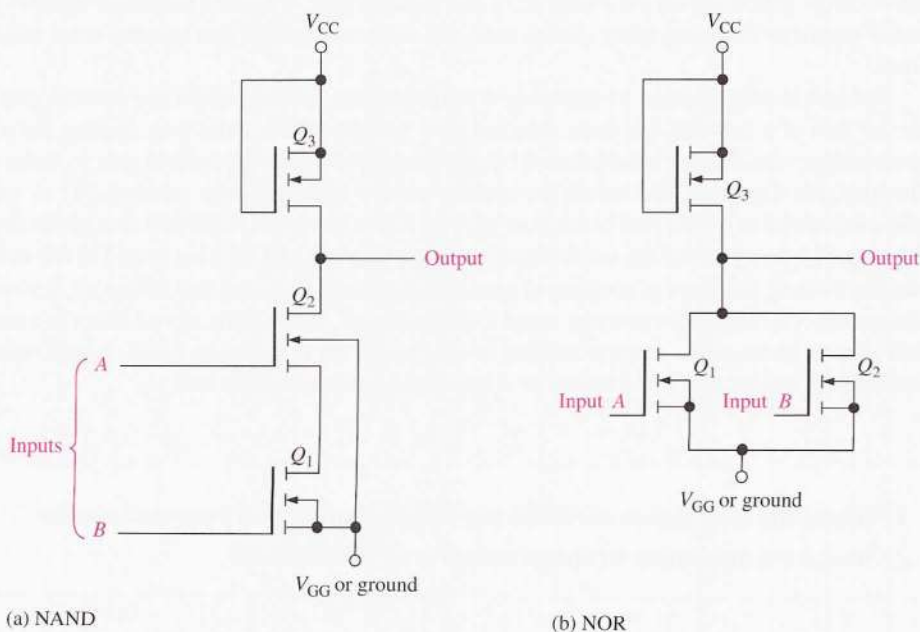 V_CC
Q_3
Output
Q_2
A
Inputs
Q_1
B
V_GG or ground
(a) NAND
V_CC
Q_3
Output
Q_1
Q_2
Input A
Input B
V_GG or ground
(b) NOR